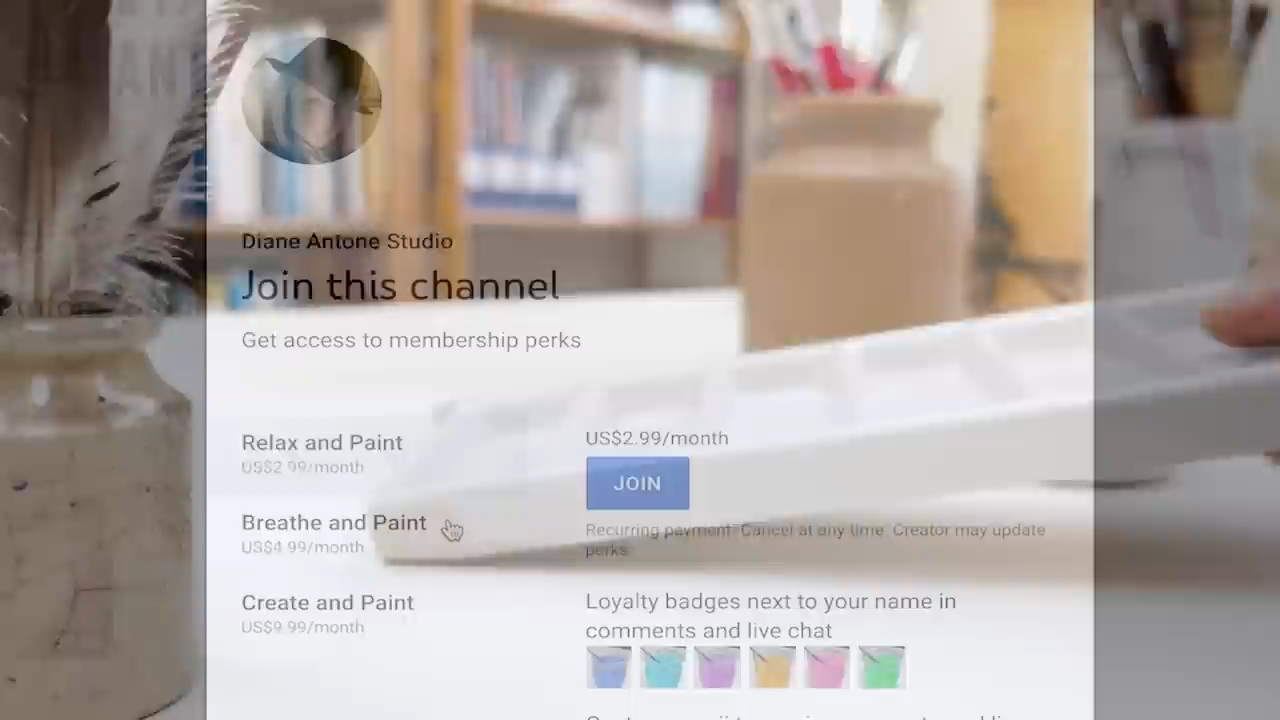 Diane Antone Studio
Join this channel
Get access to membership perks
Relax and Paint
US$2.99/month
Breathe and Paint
US$4.99/month
Create and Paint
US$9.99/month
US$2.99/month
JOIN
Recurring payment. Cancel at any time. Creator may update
perks.
Loyalty badges next to your name in
comments and live chat